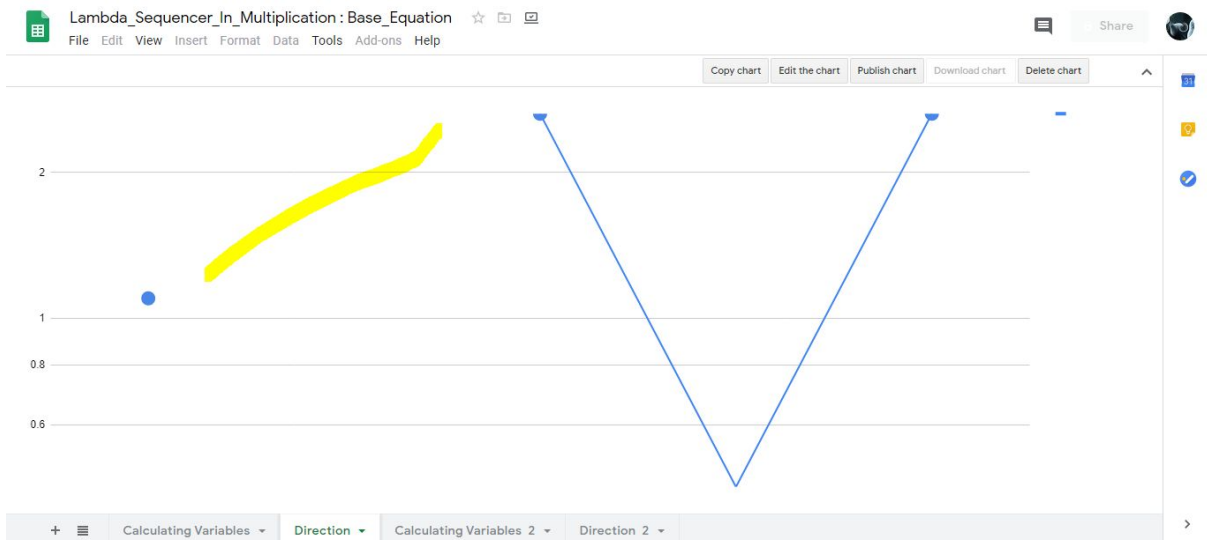 Lambda_Sequencer_In_Multiplication : Base_Equation
File Edit View Insert Format Data Tools Add-ons Help
Share
Copy chart Edit the chart Publish chart Download chart Delete chart
31
2
1
0.8
0.6
Calculating Variables Direction Calculating Variables 2 Direction 2